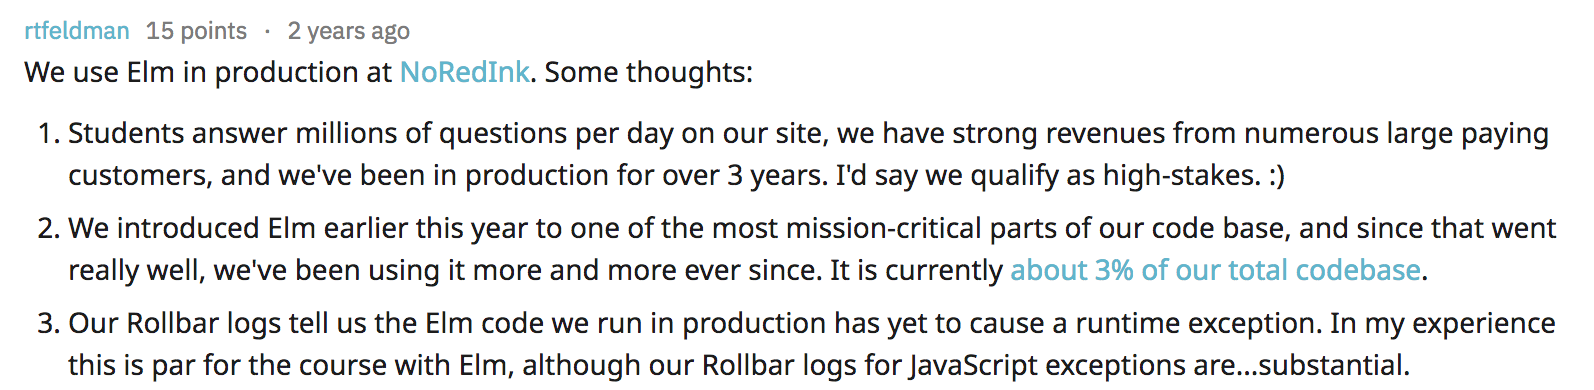 rtfeldman 15 points · 2 years ago
We use Elm in production at NoRedInk. Some thoughts:
1. Students answer millions of questions per day on our site, we have strong revenues from numerous large paying
customers, and we've been in production for over 3 years. I'd say we qualify as high-stakes. :)
2. We introduced Elm earlier this year to one of the most mission-critical parts of our code base, and since that went
really well, we've been using it more and more ever since. It is currently about 3% of our total codebase.
3. Our Rollbar logs tell us the Elm code we run in production has yet to cause a runtime exception. In my experience
this is par for the course with Elm, although our Rollbar logs for JavaScript exceptions are...substantial.